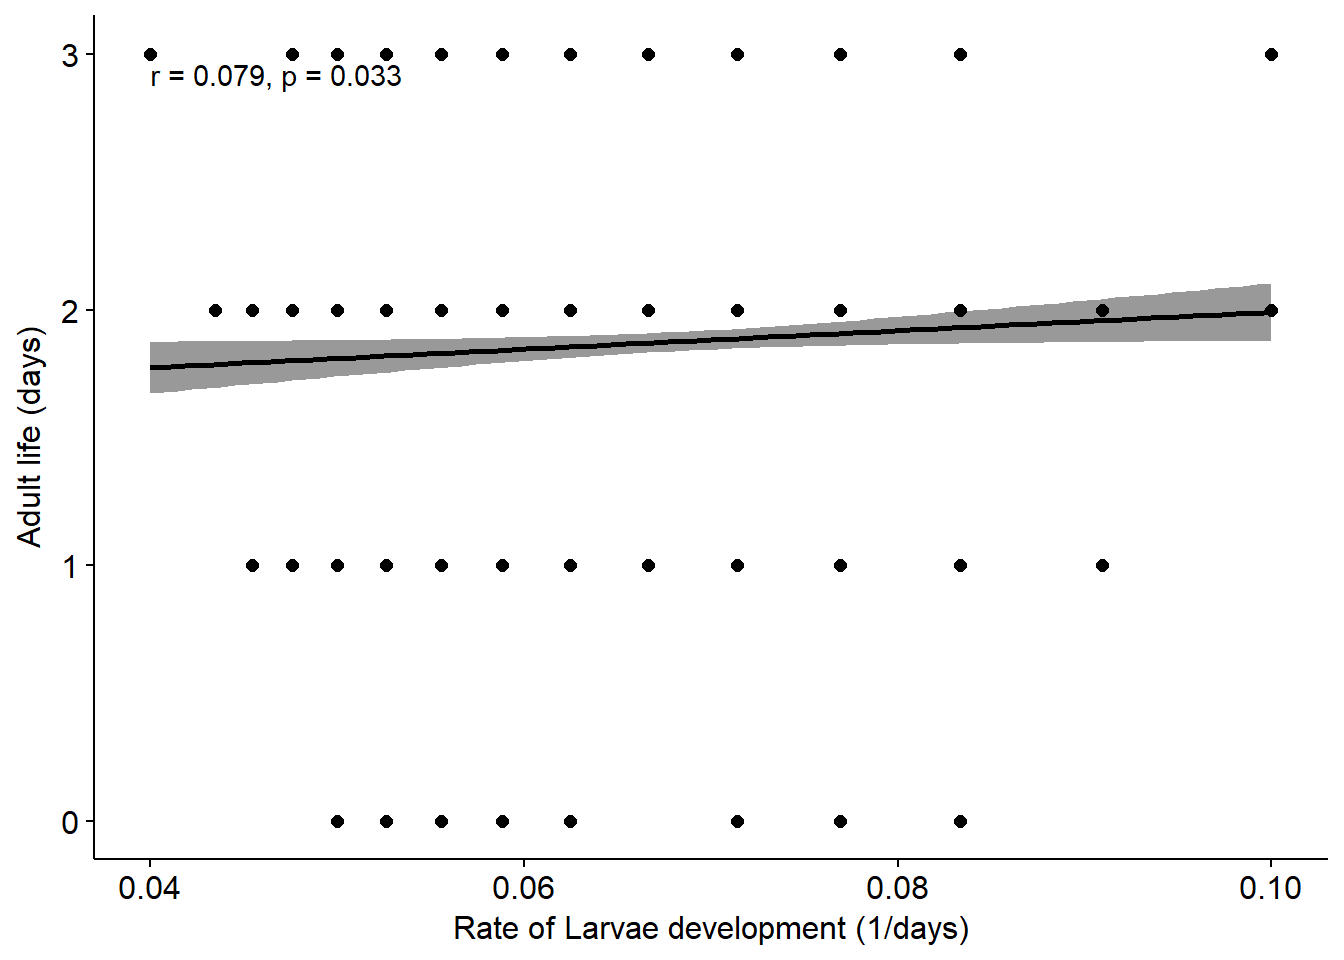 3
r = 0.079, p = 0.033
2
1
0
Adult life (days)
0.04 0.06 0.08 0.10
Rate of Larvae development (1/days)